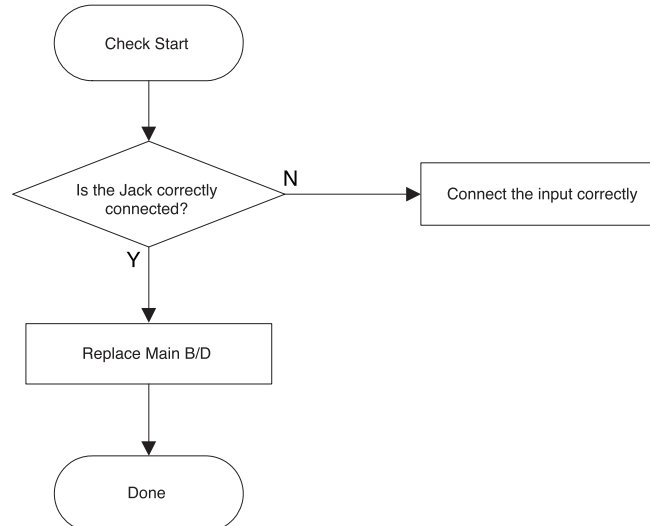 Check Start
Is the Jack correctly
connected?
N
Connect the input correctly
Y
Replace Main B/D
Done